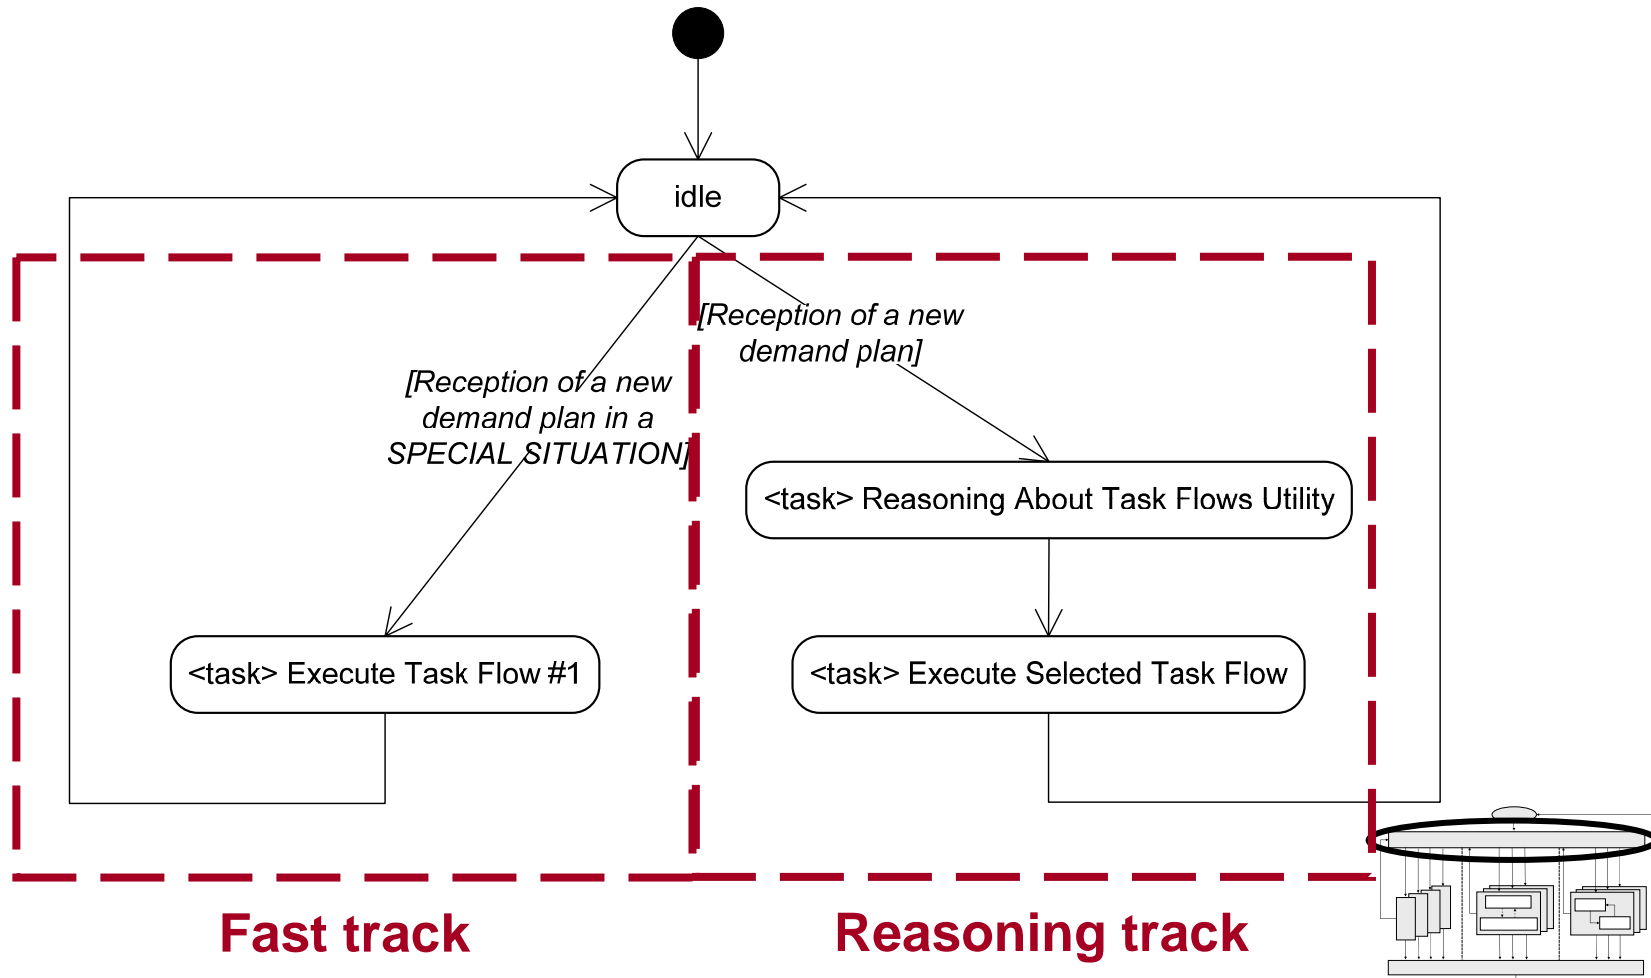 idle
[Reception of a new
demand plan]
[Reception of a new
demand plan in a
SPECIAL SITUATION]
<task> Reasoning About Task Flows Utility
<task> Execute Task Flow #1
<task> Execute Selected Task Flow
Fast track
Reasoning track